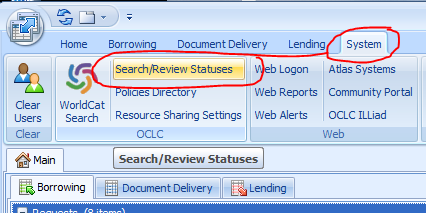 Home Borrowing Document Delivery Lending System
Search/Review Statuses Web Logon Atlas Systems
Clear Users WorldCat Search Policies Directory Web Reports Community Portal
Resource Sharing Settings Web Alerts OCLC ILLiad
Clear OCLC Web
Main Search/Review Statuses
Borrowing Document Delivery Lending
Requests (8 items)